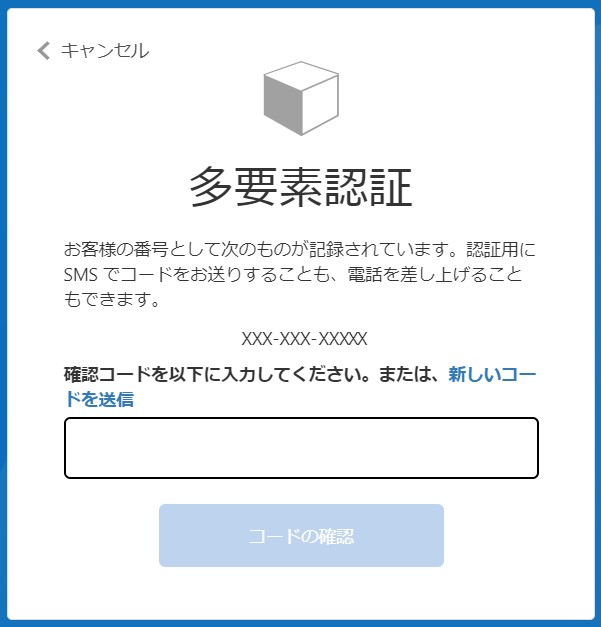 キャンセル
多要素認証
お客様の番号として次のものが記録されています。認証用に
SMS でコードをお送りすることも、電話を差し上げること
もできます。
XXX-XXX-XXXXX
確認コードを以下に入力してください。または、新しいコー
ドを送信
コードの確認